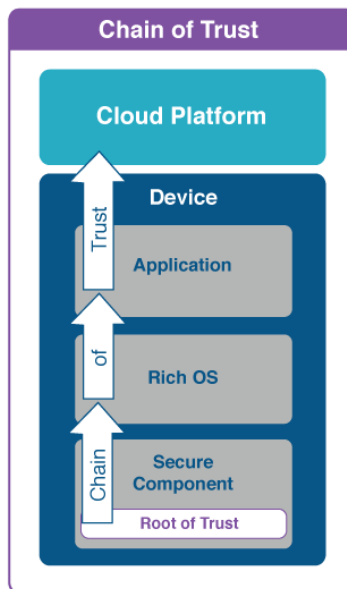 Chain of Trust
Cloud Platform
Device
Application
Rich OS
Secure
Component
Root of Trust
Chain
of
Trust